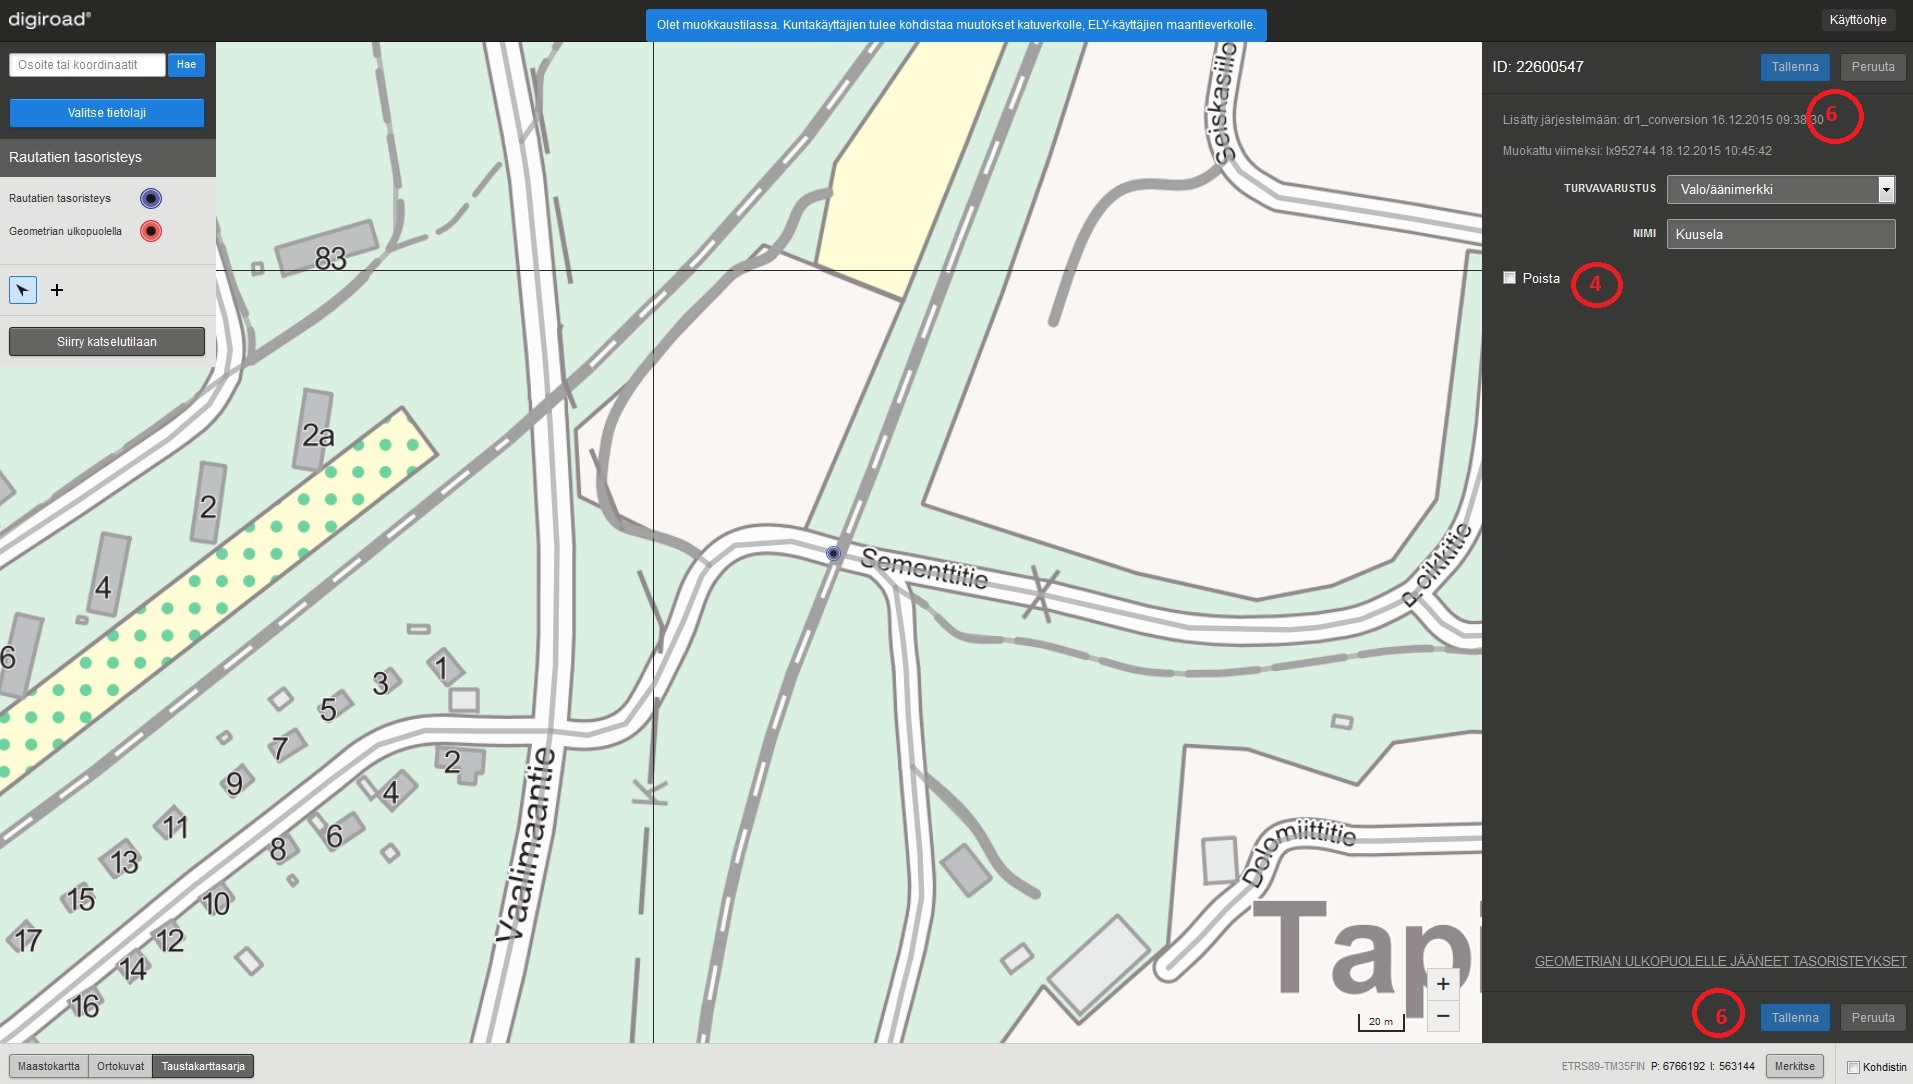 digiroad®
Olet muokkaustilassa. Kuntakäyttäjien tulee kohdistaa muutokset katuverkolle, ELY-käyttäjien maantieverkolle.
Käyttöohje
Osoite tai koordinaatit
Hae
Valitse tietolaji
Rautatien tasoristeys
Rautatien tasoristeys
Geometrian ulkopuolella
+
Siirry katselutilaan
ID: 22600547
Tallenna
Peruuta
Lisätty järjestelmään: dr1_conversion 16.12.2015 09:38:30
6
Muokattu viimeksi: lx952744 18.12.2015 10:45:42
TURVAVARUSTUS
Valo/äänimerkki
NIMI
Kuusela
Poista
4
Seiskasiilo
83
2a
2
4
6
Sementtitie
Roikkitie
1
3
5
7
2
9
4
11
6
8
13
15
10
17
12
14
16
Vaalimaantie
K
Dolomiittitie
Tapi
+
−
20 m
GEOMETRIAN ULKOPUOLELLE JÄÄNEET TASORISTEYKSET
6
Tallenna
Peruuta
Maastokartta
Ortokuvat
Taustakarttasarja
ETRS89-TM35FIN P: 6766192 I: 563144
Merkitse
Kohdistin